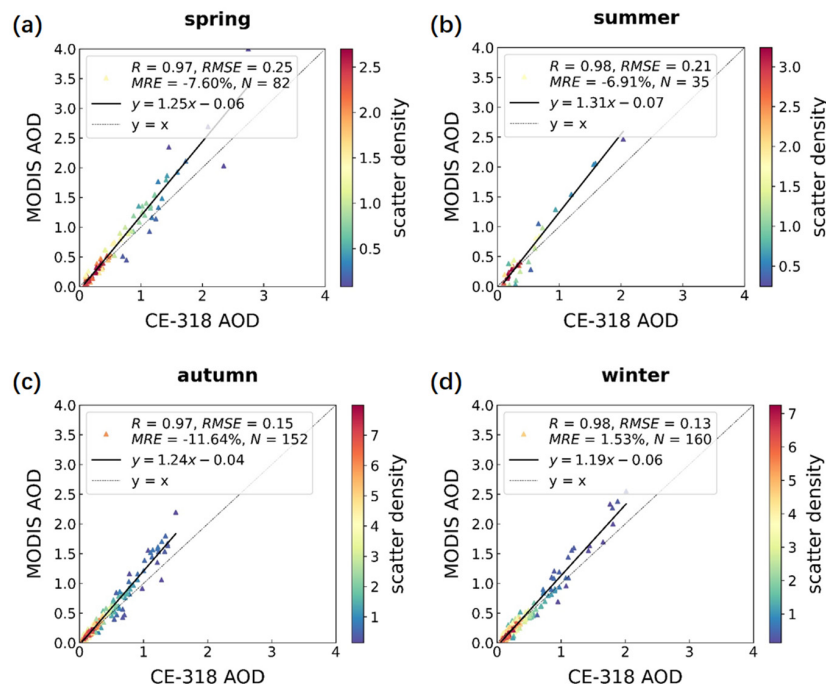 (a)
spring
4.0
3.5
3.0
2.5
2.0
1.5
1.0
0.5
0.0
MODIS AOD
R = 0.97, RMSE = 0.25
MRE = -7.60%, N = 82
y=1.25x−0.06
y = x
0
1
2
3
4
CE-318 AOD
2.5
2.0
1.5
1.0
0.5
scatter density
(b)
summer
4.0
3.5
3.0
2.5
2.0
1.5
1.0
0.5
0.0
MODIS AOD
R = 0.98, RMSE = 0.21
MRE = -6.91%, N = 35
y=1.31x−0.07
y = x
0
1
2
3
4
CE-318 AOD
3.0
2.5
2.0
1.5
1.0
0.5
scatter density
(c)
autumn
4.0
3.5
3.0
2.5
2.0
1.5
1.0
0.5
0.0
MODIS AOD
R = 0.97, RMSE = 0.15
MRE = -11.64%, N = 152
y=1.24x−0.04
y = x
0
1
2
3
4
CE-318 AOD
7
6
5
4
3
2
1
scatter density
(d)
winter
4.0
3.5
3.0
2.5
2.0
1.5
1.0
0.5
0.0
MODIS AOD
R = 0.98, RMSE = 0.13
MRE = 1.53%, N = 160
y=1.19x−0.06
y = x
0
1
2
3
4
CE-318 AOD
7
6
5
4
3
2
1
scatter density